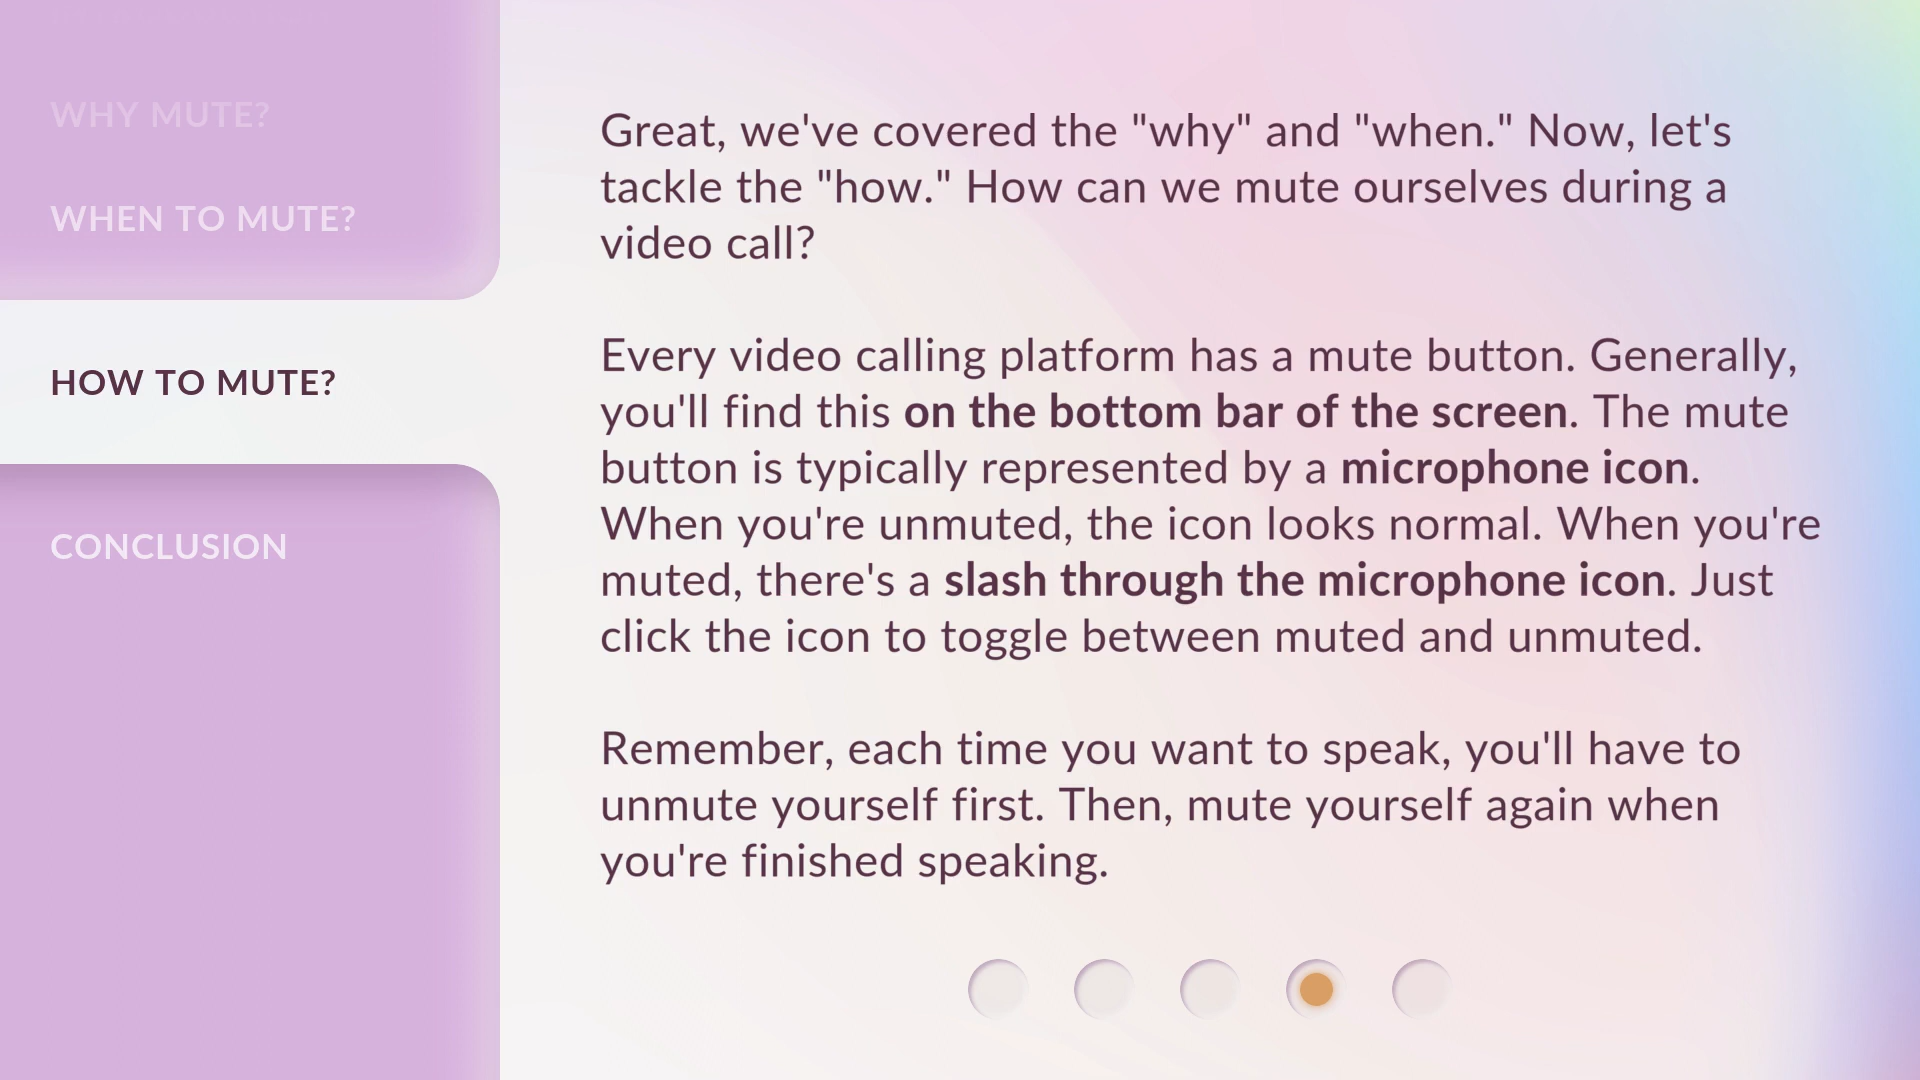 WHY MUTE?
WHEN TO MUTE?
HOW TO MUTE?
CONCLUSION
Great, we've covered the "why" and "when." Now, let's
tackle the "how." How can we mute ourselves during a
video call?
Every video calling platform has a mute button. Generally,
you'll find this on the bottom bar of the screen. The mute
button is typically represented by a microphone icon.
When you're unmuted, the icon looks normal. When you're
muted, there's a slash through the microphone icon. Just
click the icon to toggle between muted and unmuted.
Remember, each time you want to speak, you'll have to
unmute yourself first. Then, mute yourself again when
you're finished speaking.